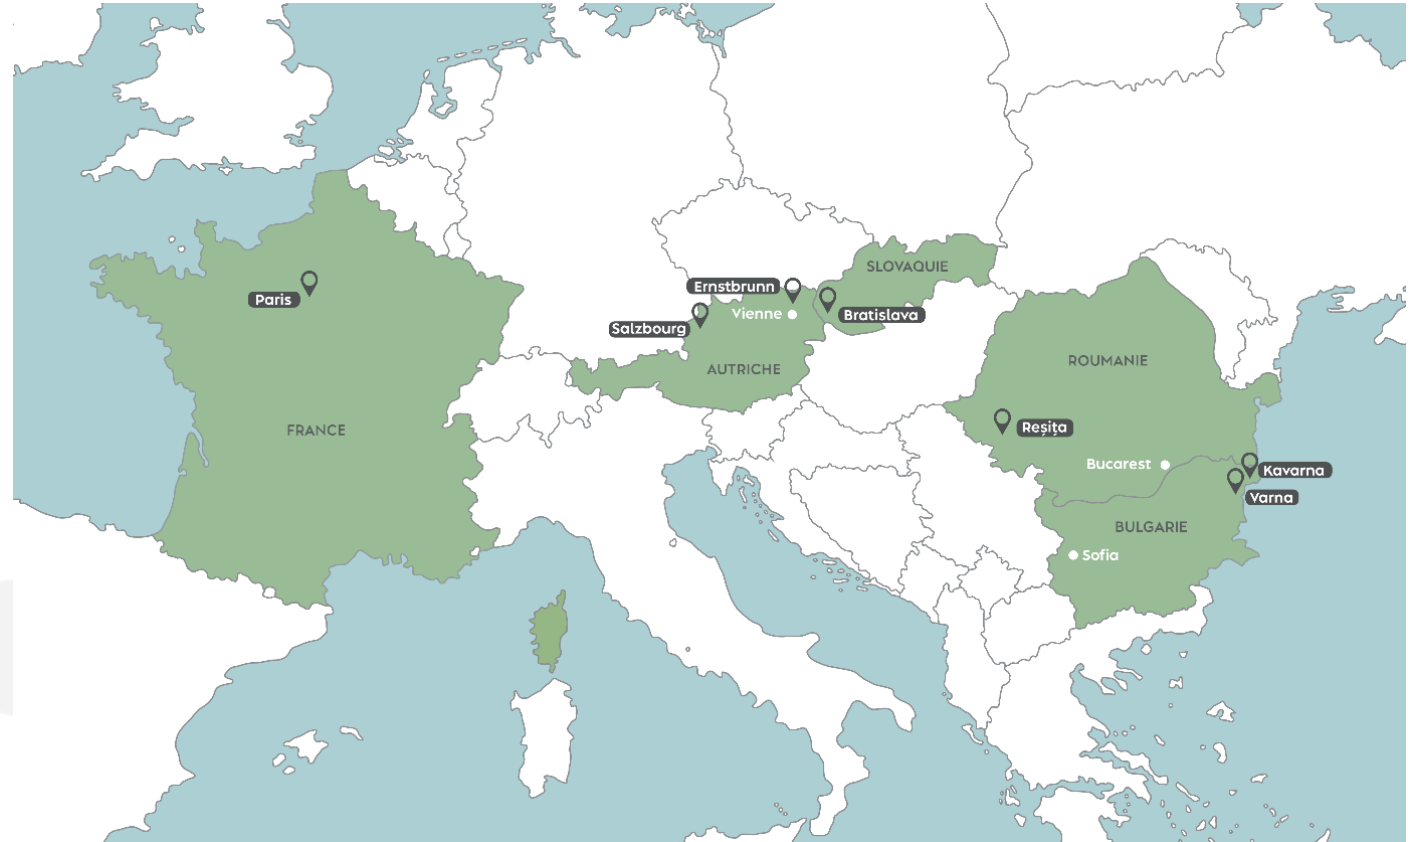 SLOVAQUIE
Ernstbrunn
Paris
Vienne
Bratislava
Salzbourg
ROUMANIE
AUTRICHE
FRANCE
Reșița
Bucarest
Kavarna
Varna
BULGARIE
Sofia